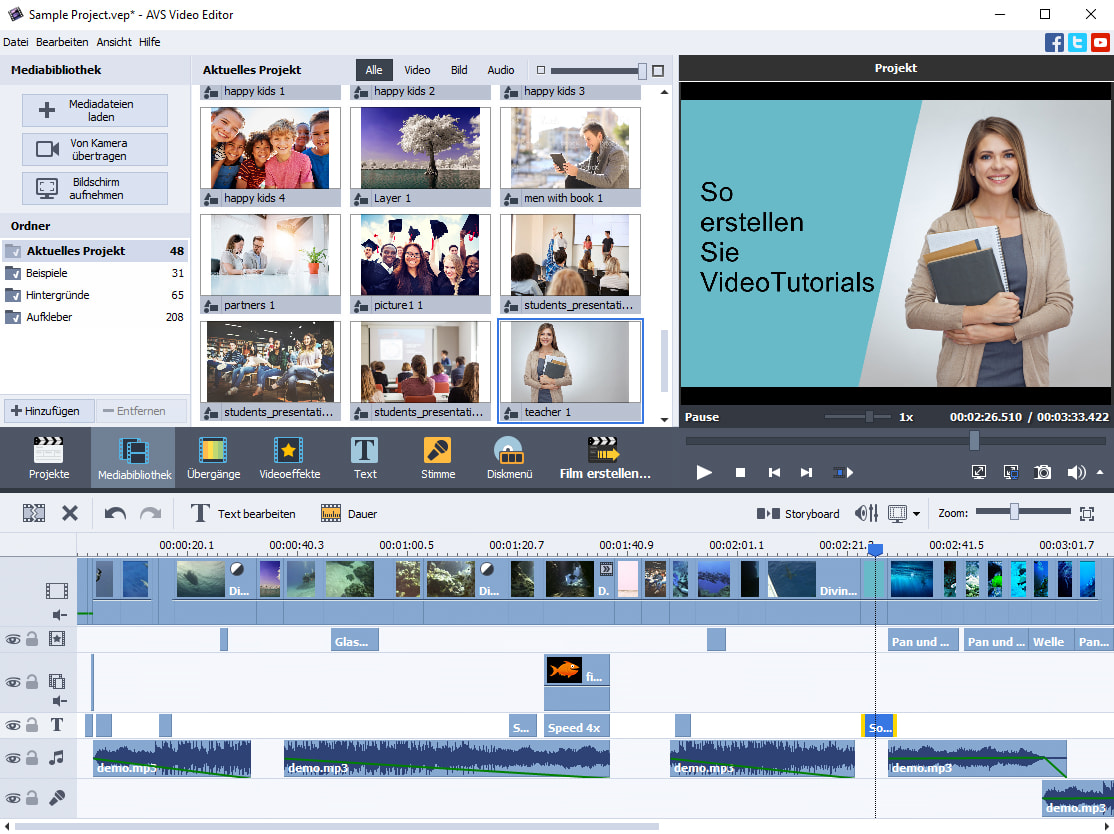 Sample Project.vep* - AVS Video Editor
Datei Bearbeiten Ansicht Hilfe
Mediabibliothek
Mediadateien
laden
Von Kamera
übertragen
Bildschirm
aufnehmen
Ordner
Aktuelles Projekt 48
Beispiele 31
Hintergründe 65
Aufkleber 208
Hinzufügen Entfernen
Aktuelles Projekt Alle Video Bild Audio
happy kids 1 happy kids 2 happy kids 3
happy kids 4 Layer 1 men with book 1
partners 1 picture1 1 students_presentati...
students_presentati... students_presentati... teacher 1
Projekt
So
erstellen
Sie
VideoTutorials
Pause 1x 00:02:26.510 / 00:03:33.422
Projekte Mediabibliothek Übergänge Videoeffekte Text Stimme Diskmenü Film erstellen...
Text bearbeiten Dauer Storyboard Zoom:
00:00:20.1 00:00:40.3 00:01:00.5 00:01:20.7 00:01:40.9 00:02:01.1 00:02:21.3 00:02:41.5 00:03:01.7
Di... Di... D. Divin...
Glas... Pan und ... Pan und ... Welle Pan...
fi...
T S... Speed 4x So...
demo.mp3 demo.mp3 demo.mp3 demo.mp3
demo.mp3